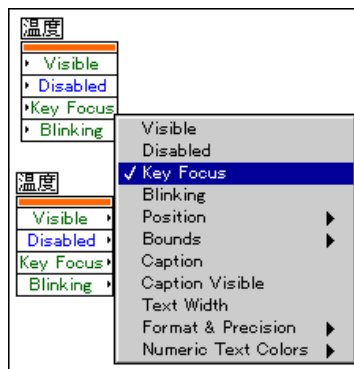 温度
Visible
Disabled
Key Focus
Blinking
温度
Visible
Disabled
Key Focus
Blinking
Visible
Disabled
Key Focus
Blinking
Position
Bounds
Caption
Caption Visible
Text Width
Format & Precision
Numeric Text Colors